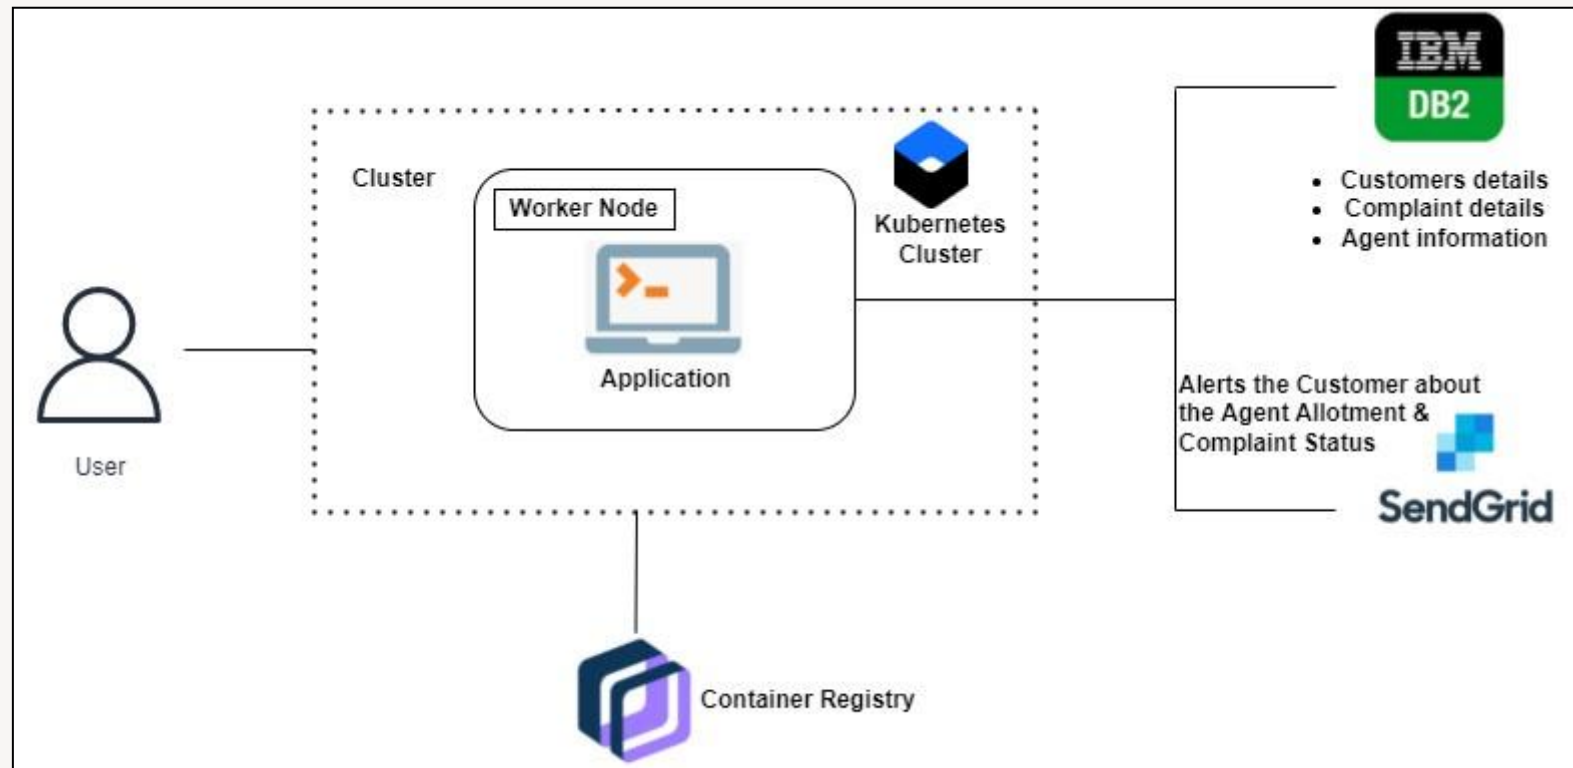 IBM
DB2
Cluster
Worker Node
Kubernetes
Cluster
• Customers details
• Complaint details
• Agent information
Application
User
Alerts the Customer about
the Agent Allotment &
Complaint Status
SendGrid
Container Registry